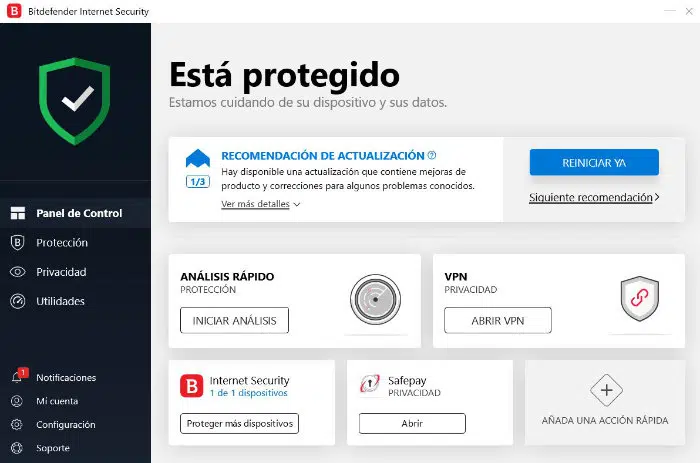 B Bitdefender Internet Security
Está protegido
Estamos cuidando de su dispositivo y sus datos.
RECOMENDACIÓN DE ACTUALIZACIÓN ?
1/3
Hay disponible una actualización que contiene mejoras de
producto y correcciones para algunos problemas conocidos.
Ver más detalles
REINICIAR YA
Siguiente recomendación
Panel de Control
B Protección
Privacidad
Utilidades
ANÁLISIS RÁPIDO
PROTECCIÓN
INICIAR ANÁLISIS
VPN
PRIVACIDAD
ABRIR VPN
1
Notificaciones
Mi cuenta
Configuración
Soporte
B Internet Security
1 de 1 dispositivos
Proteger más dispositivos
Safepay
PRIVACIDAD
Abrir
AÑADA UNA ACCIÓN RÁPIDA